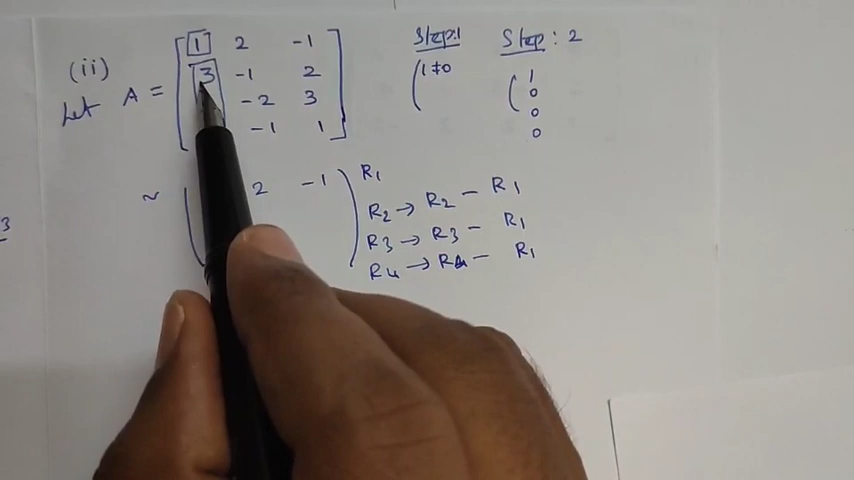 (ii)
Let A =
1 2 -1
3 -1 2
-2 3
-1 1
Step:1
(1≠0
Step: 2
( 1
0
0
0
~ ( 2 -1 ) R1
R2 → R2 - R1
R3 → R3 - R1
R4 → R4 - R1
3